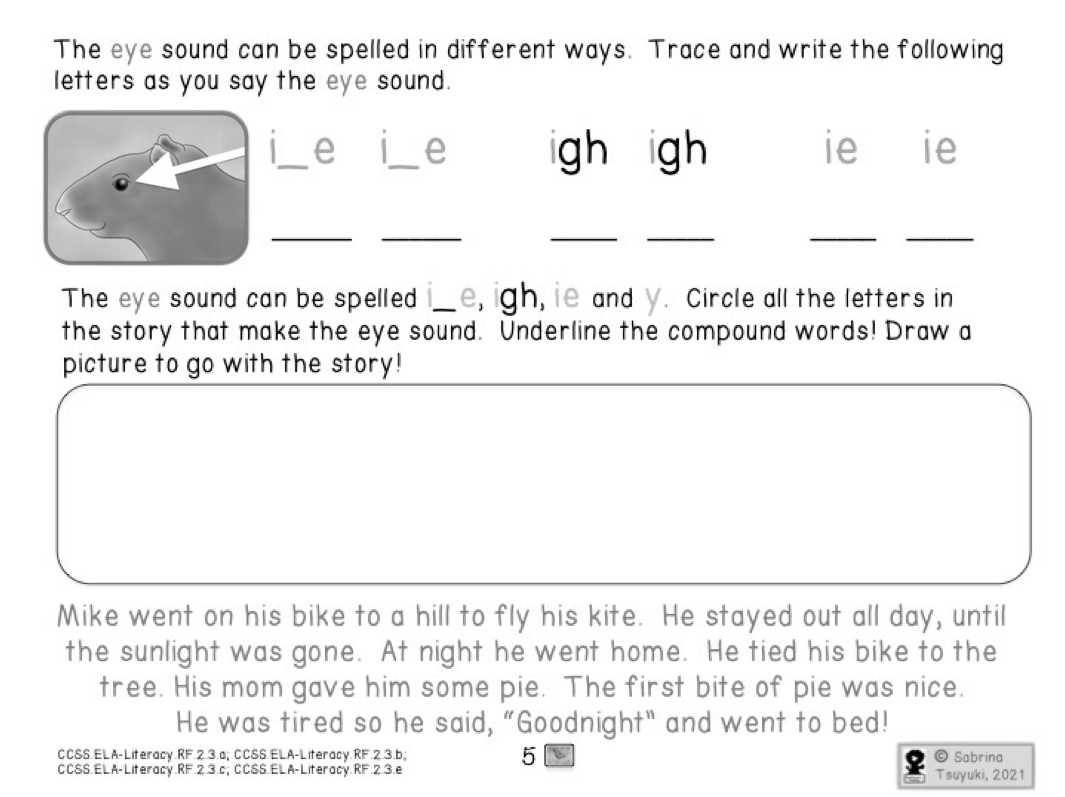 The eye sound can be spelled in different ways. Trace and write the following
letters as you say the eye sound.
i_e i_e igh igh ie ie
The eye sound can be spelled i_e, igh, ie and y. Circle all the letters in
the story that make the eye sound. Underline the compound words! Draw a
picture to go with the story!
Mike went on his bike to a hill to fly his kite. He stayed out all day, until
the sunlight was gone. At night he went home. He tied his bike to the
tree. His mom gave him some pie. The first bite of pie was nice.
He was tired so he said, "Goodnight" and went to bed!
CCSS.ELA-Literacy.RF.2.3.a; CCSS.ELA-Literacy.RF.2.3.b;
CCSS.ELA-Literacy.RF.2.3.c; CCSS.ELA-Literacy.RF.2.3.e
5
© Sabrina
Tsuyuki, 2021